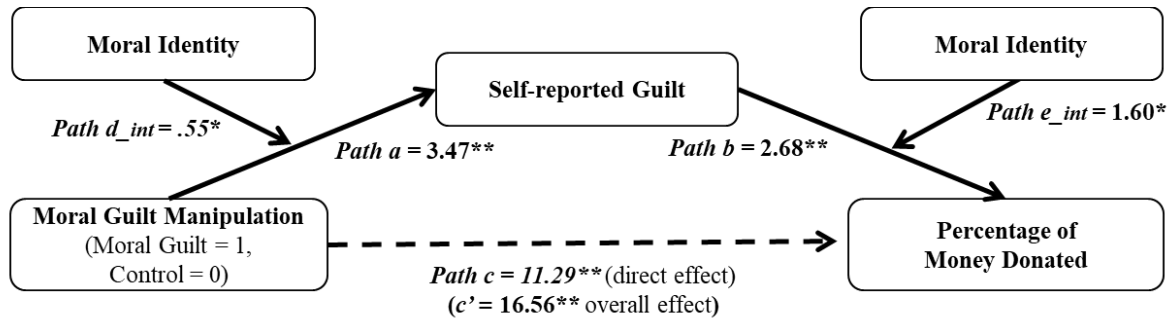 Moral Identity
Moral Identity
Self-reported Guilt
Path d_int = .55*
Path e_int = 1.60*
Path a = 3.47**
Path b = 2.68**
Moral Guilt Manipulation
(Moral Guilt = 1,
Control = 0)
Percentage of
Money Donated
Path c = 11.29** (direct effect)
(c’ = 16.56** overall effect)